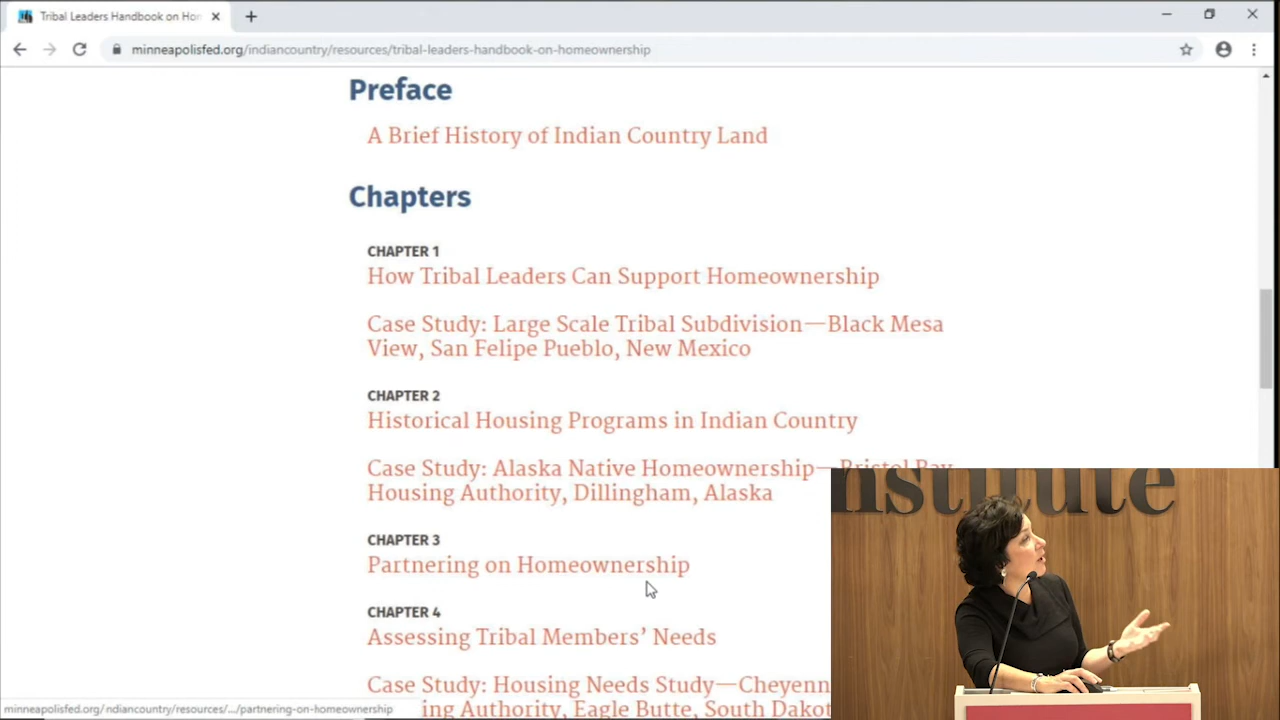 Tribal Leaders Handbook on Hor
minneapolisfed.org/indiancountry/resources/tribal-leaders-handbook-on-homeownership
Preface
A Brief History of Indian Country Land
Chapters
CHAPTER 1
How Tribal Leaders Can Support Homeownership
Case Study: Large Scale Tribal Subdivision—Black Mesa
View, San Felipe Pueblo, New Mexico
CHAPTER 2
Historical Housing Programs in Indian Country
Case Study: Alaska Native Homeownership—Bristol Bay
Housing Authority, Dillingham, Alaska
CHAPTER 3
Partnering on Homeownership
CHAPTER 4
Assessing Tribal Members’ Needs
Case Study: Housing Needs Study—Cheyenn
ing Authority, Eagle Butte, South Dakot
minneapolisfed.org/ndiancountry/resources/.../partnering-on-homeownership
nstitute